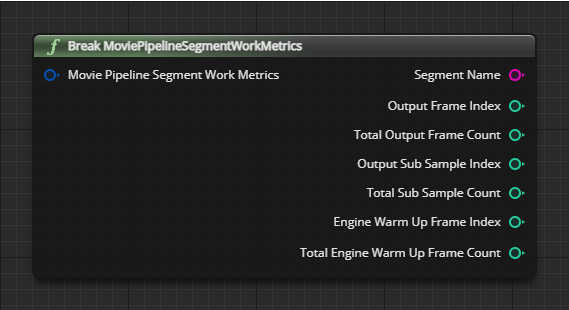 f Break MoviePipelineSegmentWorkMetrics
Movie Pipeline Segment Work Metrics
Segment Name
Output Frame Index
Total Output Frame Count
Output Sub Sample Index
Total Sub Sample Count
Engine Warm Up Frame Index
Total Engine Warm Up Frame Count